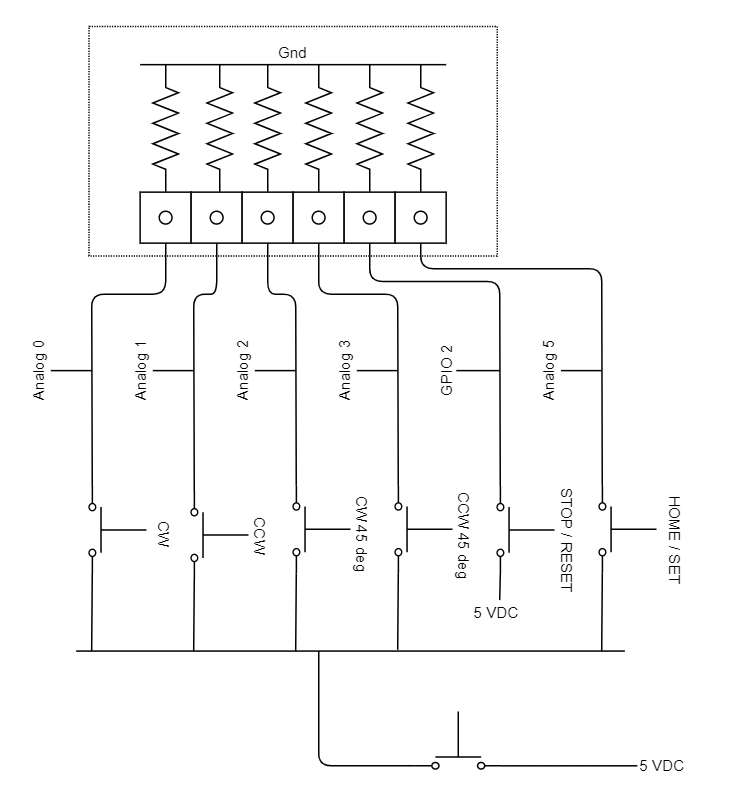 Gnd
Analog 0
Analog 1
Analog 2
Analog 3
GPIO 2
Analog 5
CW
CCW
CW 45 deg
CCW 45 deg
STOP / RESET
HOME / SET
5 VDC
5 VDC